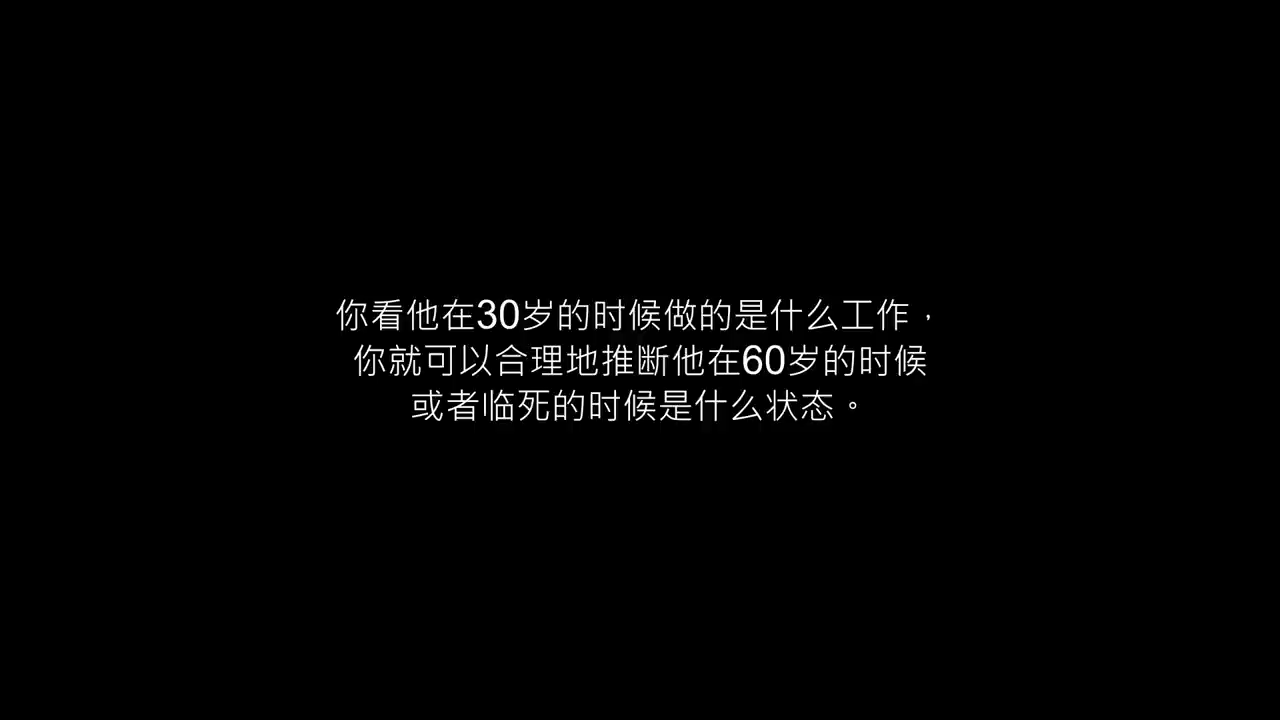 你看他在30岁的时候做的是什么工作，
你就可以合理地推断他在60岁的时候
或者临死的时候是什么状态。